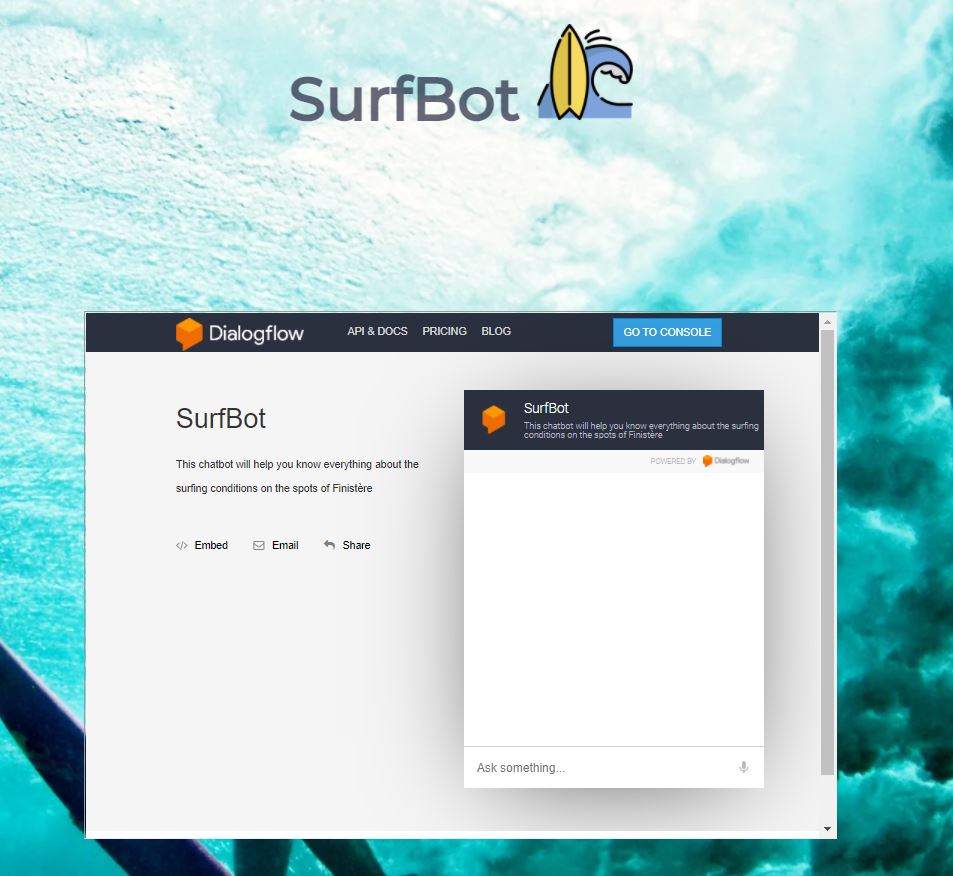 SurfBot
Dialogflow
API & DOCS
PRICING
BLOG
GO TO CONSOLE
SurfBot
This chatbot will help you know everything about the
surfing conditions on the spots of Finistère
Embed
Email
Share
SurfBot
This chatbot will help you know everything about the surfing
conditions on the spots of Finistère
POWERED BY Dialogflow
Ask something...